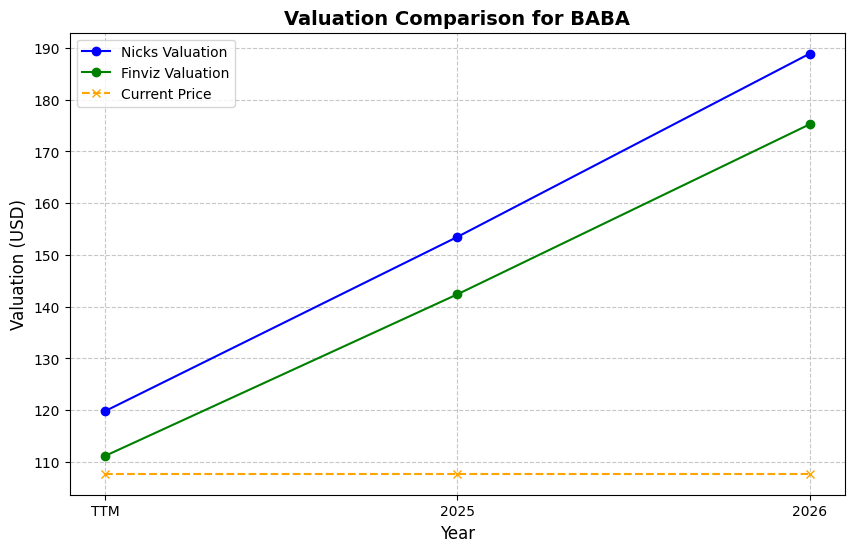 Valuation Comparison for BABA
Nicks Valuation
Finviz Valuation
Current Price
Valuation (USD)
190
180
170
160
150
140
130
120
110
TTM
2025
2026
Year